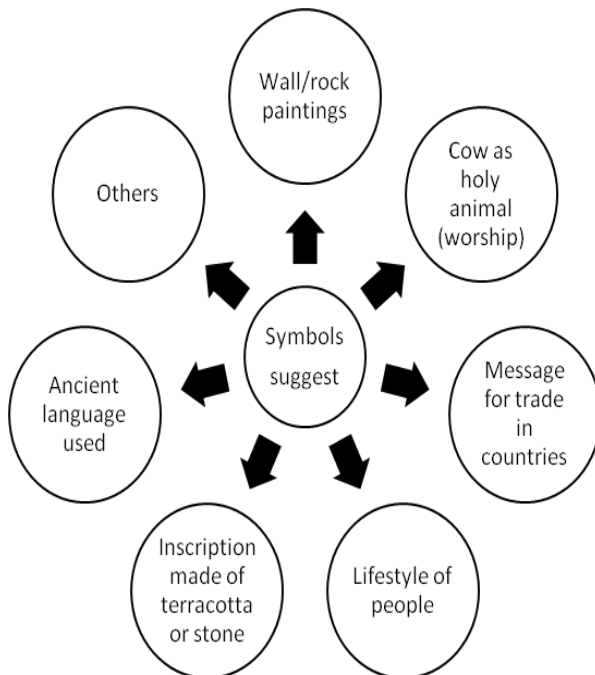 Wall/rock
paintings
Cow as
holy
animal
(worship)
Message
for trade
in
countries
Lifestyle of
people
Inscription
made of
terracotta
or stone
Ancient
language
used
Others
Symbols
suggest